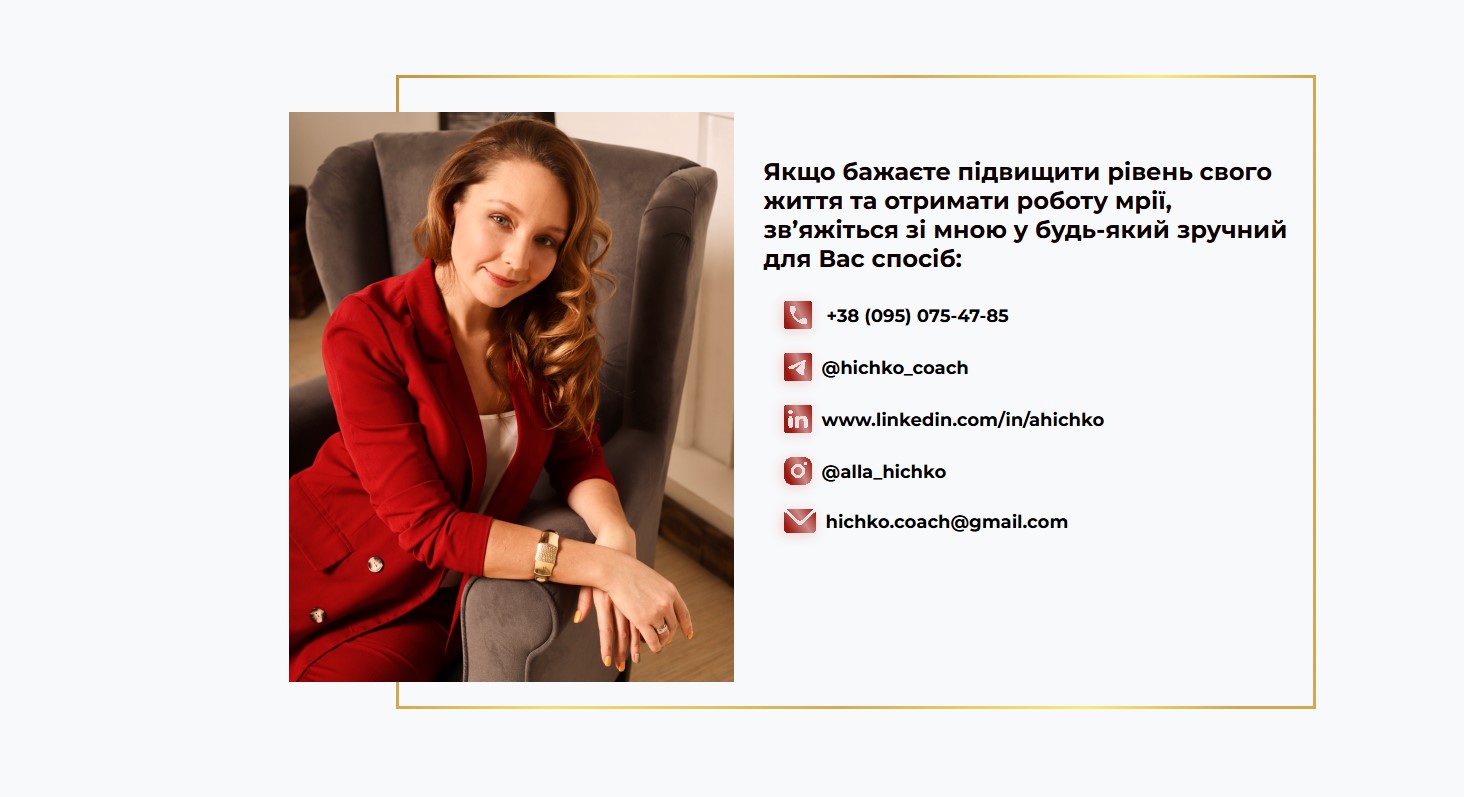 Якщо бажаєте підвищити рівень свого
життя та отримати роботу мрії,
зв’яжіться зі мною у будь-який зручний
для Вас спосіб:
+38 (095) 075-47-85
@hichko_coach
in www.linkedin.com/in/ahichko
@alla_hichko
hichko.coach@gmail.com